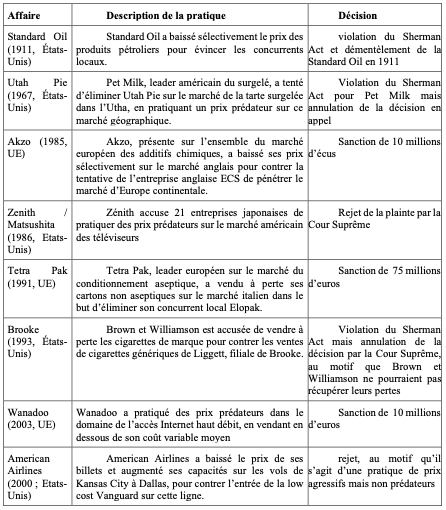 Affaire
Description de la pratique
Décision
Standard Oil
(1911, États-
Unis)
Standard Oil a baissé sélectivement le prix des
produits pétroliers pour évincer les concurrents
locaux.
violation du Sherman
Act et démentèlement de la
Standard Oil en 1911
Utah Pie
(1967, États-
Unis)
Pet Milk, leader américain du surgelé, a tenté
d’éliminer Utah Pie sur le marché de la tarte surgelée
dans l’Utha, en pratiquant un prix prédateur sur ce
marché géographique.
Violation du Sherman
Act pour Pet Milk mais
annulation de la décision en
appel
Akzo (1985,
UE)
Akzo, présente sur l’ensemble du marché
européen des additifs chimiques, a baissé ses prix
sélectivement sur le marché anglais pour contrer la
tentative de l’entreprise anglaise ECS de pénétrer le
marché d’Europe continentale.
Sanction de 10 millions
d’écus
Zenith /
Matsushita
(1986, Etats-
Unis)
Zénith accuse 21 entreprises japonaises de
pratiquer des prix prédateurs sur le marché américain
des téléviseurs
Rejet de la plainte par la
Cour Suprême
Tetra Pak
(1991, UE)
Tetra Pak, leader européen sur le marché du
conditionnement aseptique, a vendu à perte ses
cartons non aseptiques sur le marché italien dans le
but d’éliminer son concurrent local Elopak.
Sanction de 75 millions
d’euros
Brooke
(1993, États-
Unis)
Brown et Williamson est accusée de vendre à
perte les cigarettes de marque pour contrer les ventes
de cigarettes génériques de Liggett, filiale de Brooke.
Violation du Sherman
Act mais annulation de la
décision par la Cour Suprême,
au motif que Brown et
Williamson ne pourraient pas
récupérer leurs pertes
Wanadoo
(2003, UE)
Wanadoo a pratiqué des prix prédateurs dans le
domaine de l’accès Internet haut débit, en vendant en
dessous de son coût variable moyen
Sanction de 10 millions
d’euros
American
Airlines
(2000 ; Etats-
Unis)
American Airlines a baissé le prix de ses
billets et augmenté ses capacités sur les vols de
Kansas City à Dallas, pour contrer l’entrée de la low
cost Vanguard sur cette ligne.
rejet, au motif qu’il
s’agit d’une pratique de prix
agressifs mais non prédateurs